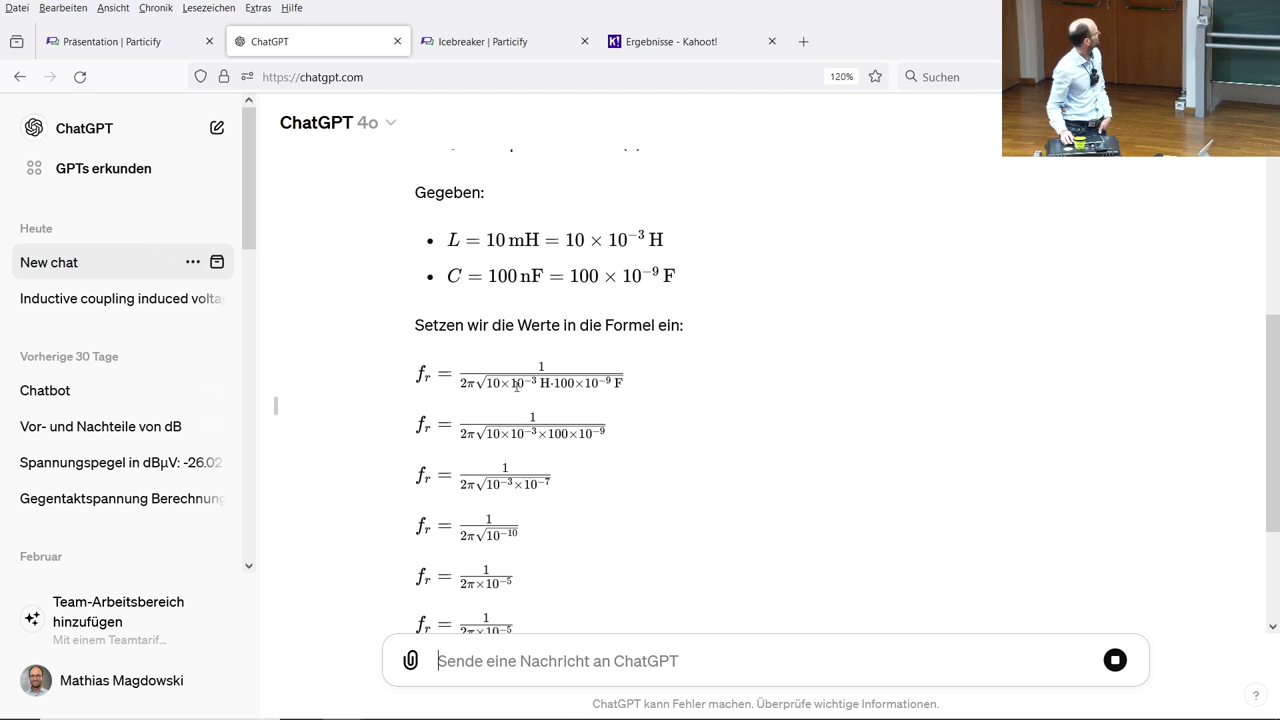 Datei Bearbeiten Ansicht Chronik Lesezeichen Extras Hilfe
Präsentation | Particify
ChatGPT
Icebreaker | Particify
Ergebnisse - Kahoot!
https://chatgpt.com
120%
Suchen
ChatGPT
GPTs erkunden
Heute
New chat
Inductive coupling induced volta
Vorherige 30 Tage
Chatbot
Vor- und Nachteile von dB
Spannungspegel in dBµV: -26.02
Gegentaktspannung Berechnung
Februar
Team-Arbeitsbereich
hinzufügen
Mit einem Teamtarif...
Mathias Magdowski
ChatGPT 4o
Gegeben:
• L = 10 mH = 10 × 10⁻³ H
• C = 100 nF = 100 × 10⁻⁹ F
Setzen wir die Werte in die Formel ein:
fᵣ = 1/(2π√(10×10⁻³ H·100×10⁻⁹ F))
fᵣ = 1/(2π√(10×10⁻³×100×10⁻⁹))
fᵣ = 1/(2π√(10⁻³×10⁻⁷))
fᵣ = 1/(2π√(10⁻¹⁰))
fᵣ = 1/(2π×10⁻⁵)
fᵣ = 1/(2π×10⁻⁵)
Sende eine Nachricht an ChatGPT
ChatGPT kann Fehler machen. Überprüfe wichtige Informationen.
?